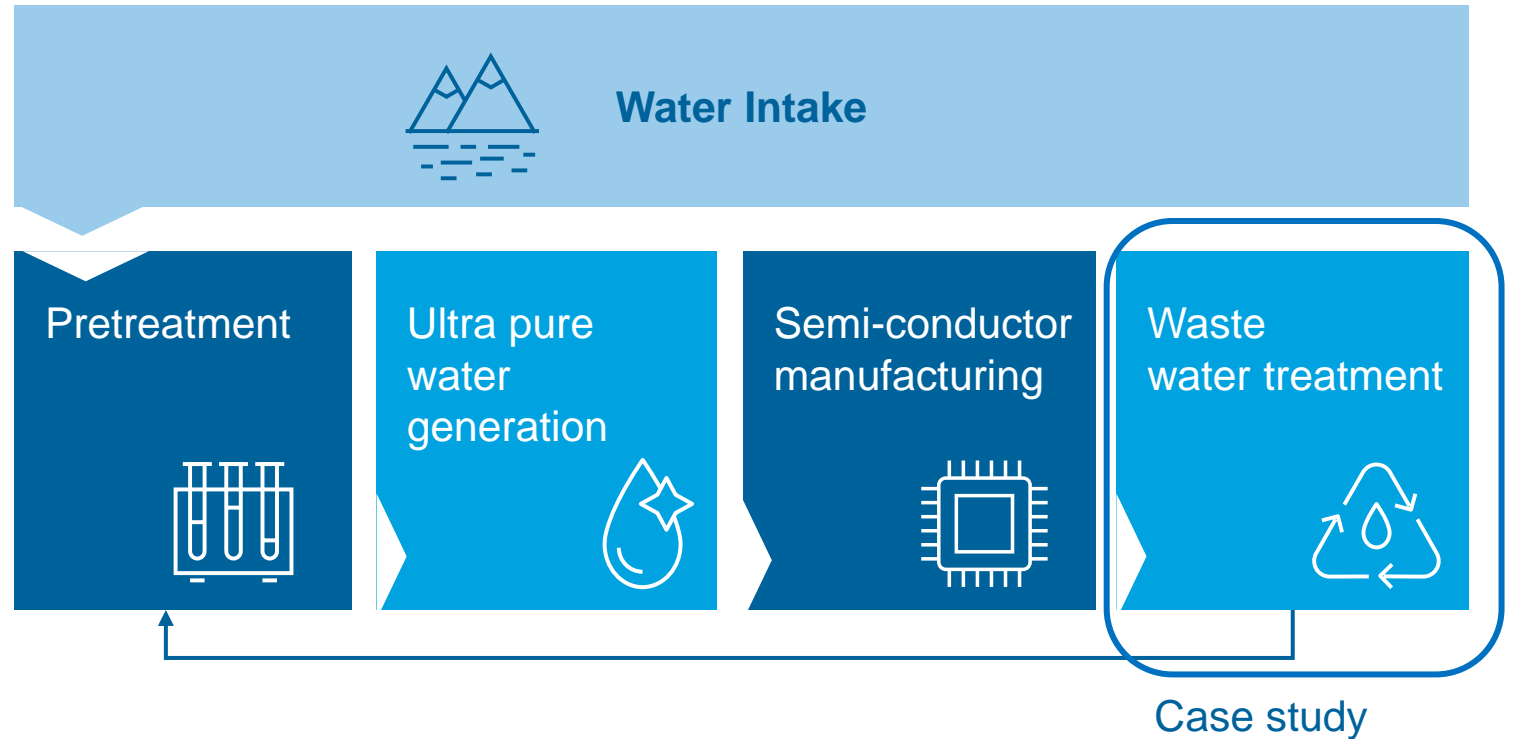 Water Intake
Pretreatment
Ultra pure
water
generation
Semi-conductor
manufacturing
Waste
water treatment
Case study